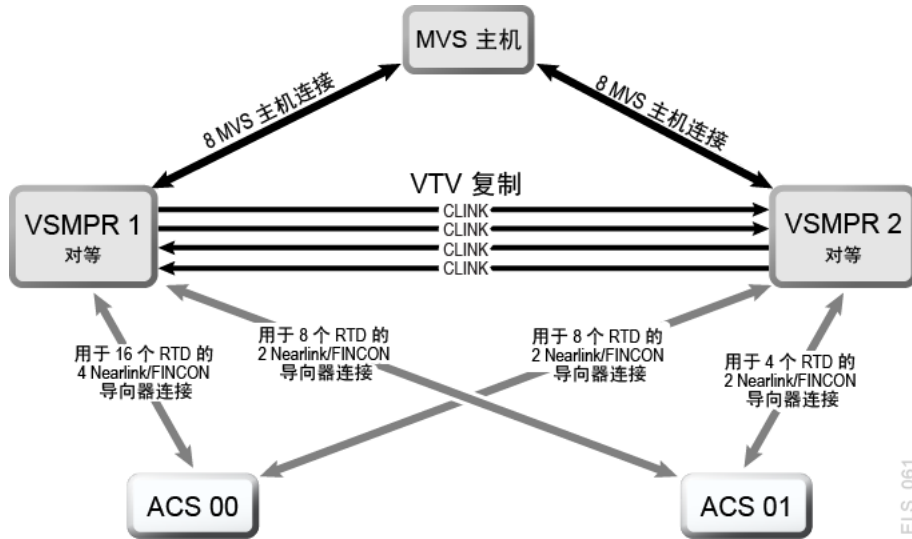 MVS 主机
8 MVS 主机连接
8 MVS 主机连接
VTV 复制
VSMPR 1
对等
CLINK
CLINK
CLINK
CLINK
VSMPR 2
对等
用于 16 个 RTD 的
4 Nearlink/FINCON
导向器连接
用于 8 个 RTD 的
2 Nearlink/FINCON
导向器连接
用于 8 个 RTD 的
2 Nearlink/FINCON
导向器连接
用于 4 个 RTD 的
2 Nearlink/FINCON
导向器连接
ACS 00
ACS 01
ELS_061